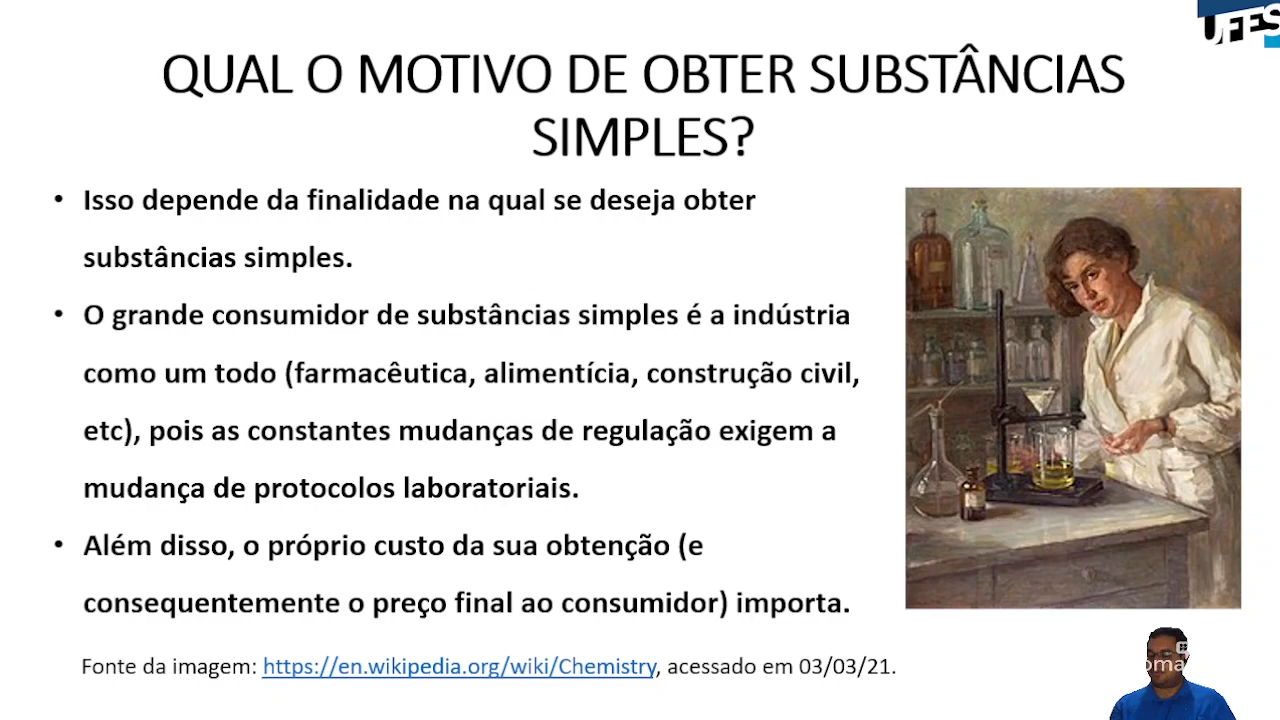 UFES
QUAL O MOTIVO DE OBTER SUBSTÂNCIAS
SIMPLES?
• Isso depende da finalidade na qual se deseja obter
substâncias simples.
• O grande consumidor de substâncias simples é a indústria
como um todo (farmacêutica, alimentícia, construção civil,
etc), pois as constantes mudanças de regulação exigem a
mudança de protocolos laboratoriais.
• Além disso, o próprio custo da sua obtenção (e
consequentemente o preço final ao consumidor) importa.
Fonte da imagem: https://en.wikipedia.org/wiki/Chemistry, acessado em 03/03/21.